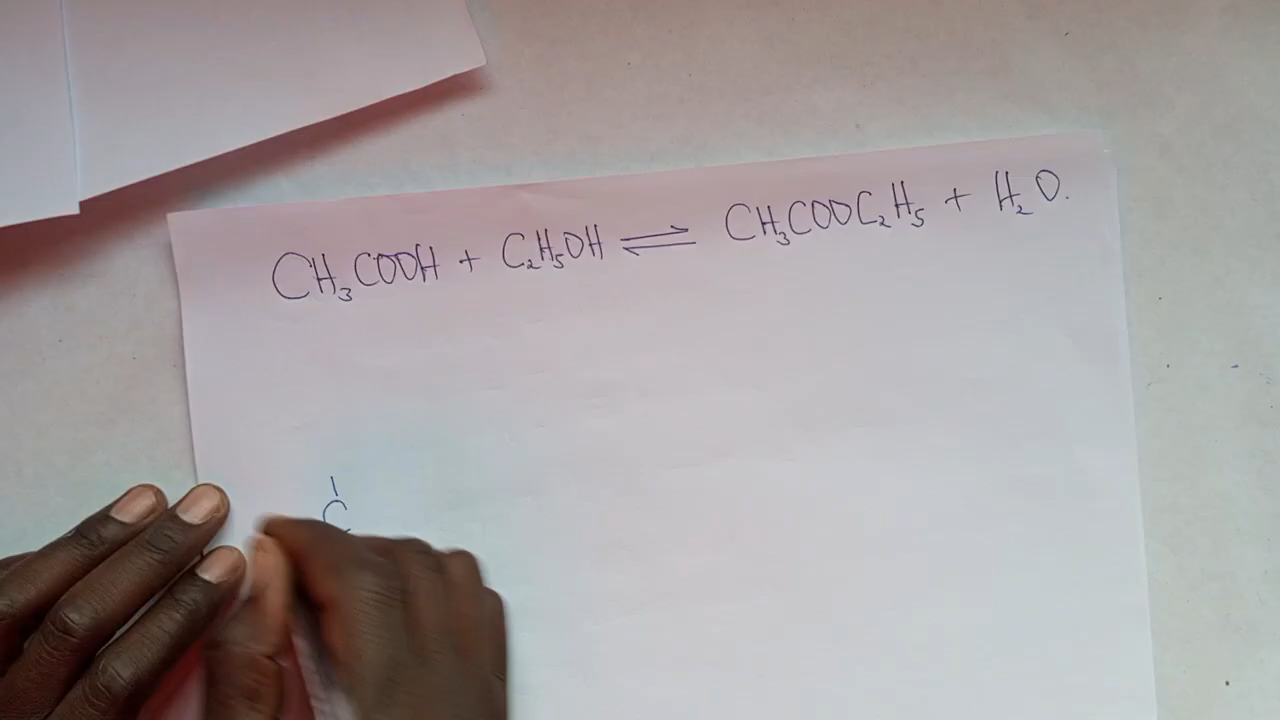 CH₃COOH + C₂H₅OH ⇌ CH₃COOC₂H₅ + H₂O.
C